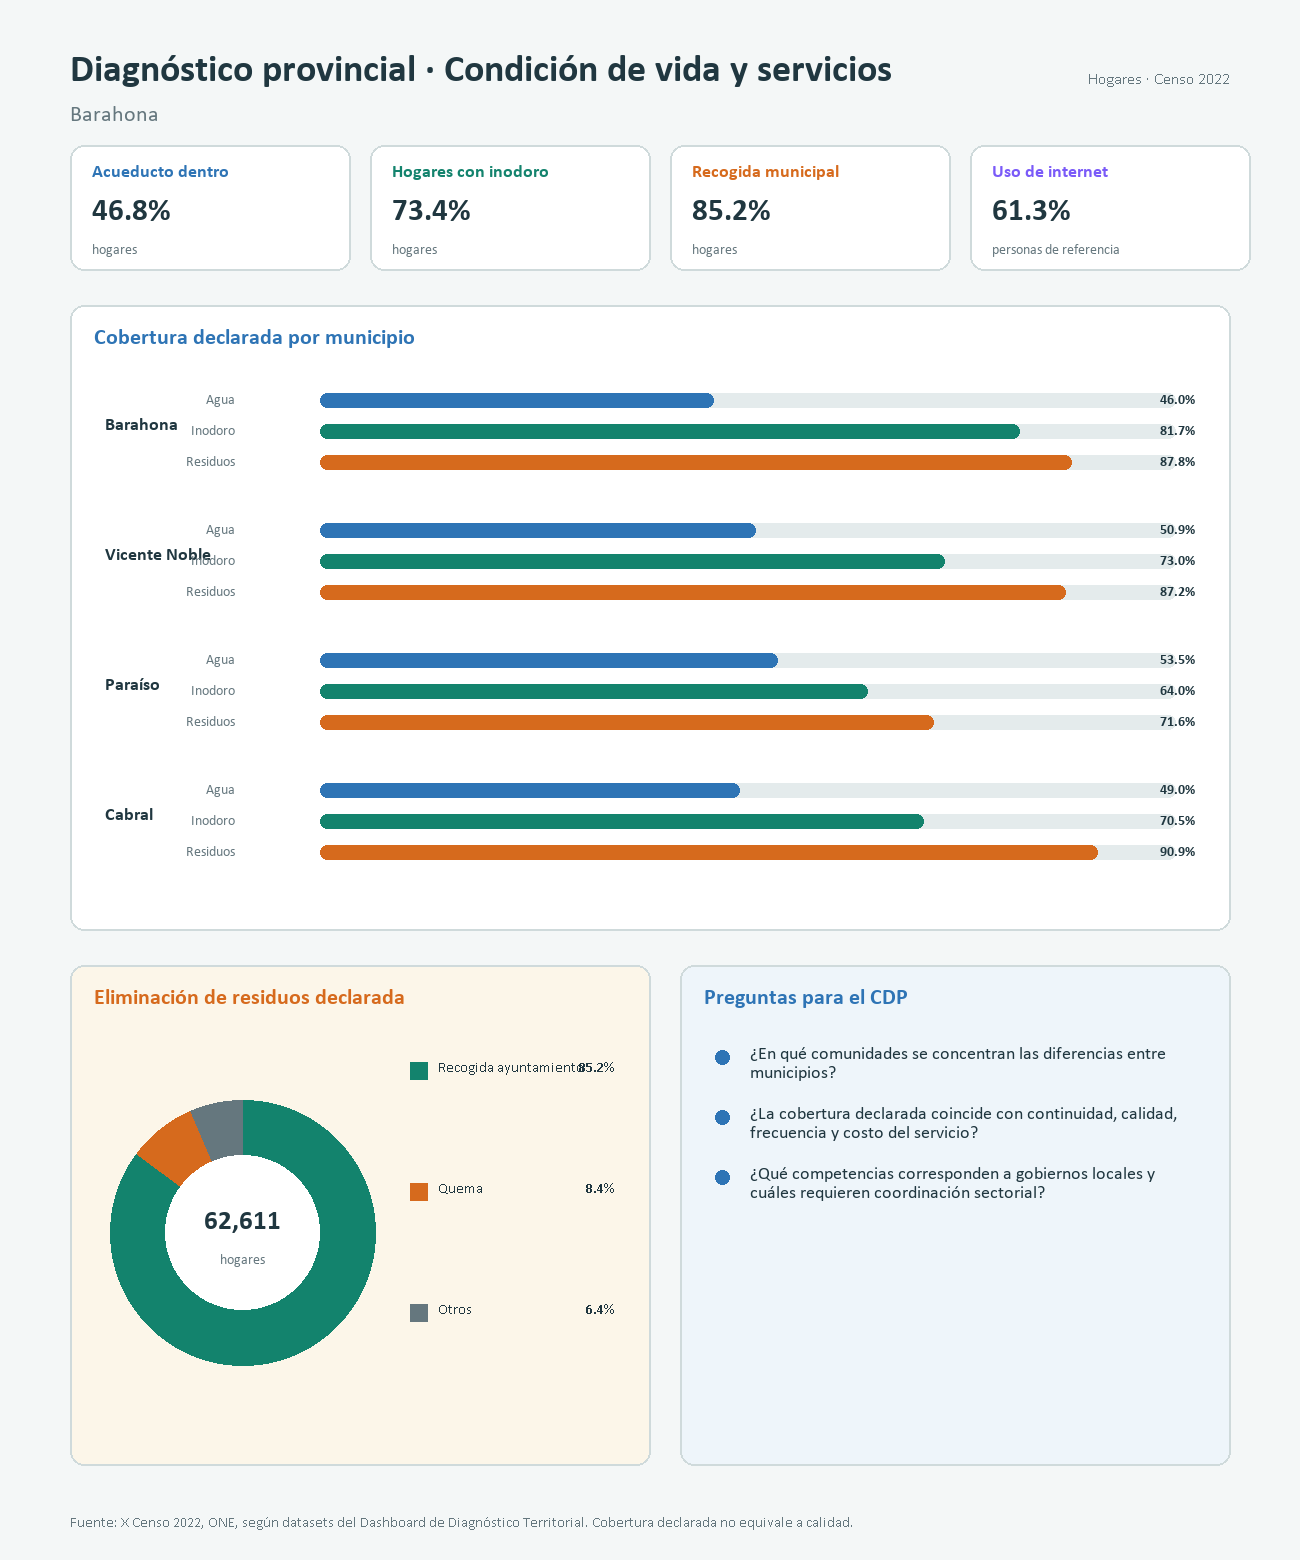 Diagnóstico provincial · Condición de vida y servicios
Hogares · Censo 2022
Barahona
Acueducto dentro
46.8%
hogares
Hogares con inodoro
73.4%
hogares
Recogida municipal
85.2%
hogares
Uso de internet
61.3%
personas de referencia
Cobertura declarada por municipio
Barahona
Agua 46.0%
Inodoro 81.7%
Residuos 87.8%
Vicente Noble
Agua 50.9%
Inodoro 73.0%
Residuos 87.2%
Paraíso
Agua 53.5%
Inodoro 64.0%
Residuos 71.6%
Cabral
Agua 49.0%
Inodoro 70.5%
Residuos 90.9%
Eliminación de residuos declarada
Recogida ayuntamiento 85.2%
Quema 8.4%
Otros 6.4%
62,611
hogares
Preguntas para el CDP
¿En qué comunidades se concentran las diferencias entre
municipios?
¿La cobertura declarada coincide con continuidad, calidad,
frecuencia y costo del servicio?
¿Qué competencias corresponden a gobiernos locales y
cuáles requieren coordinación sectorial?
Fuente: X Censo 2022, ONE, según datasets del Dashboard de Diagnóstico Territorial. Cobertura declarada no equivale a calidad.